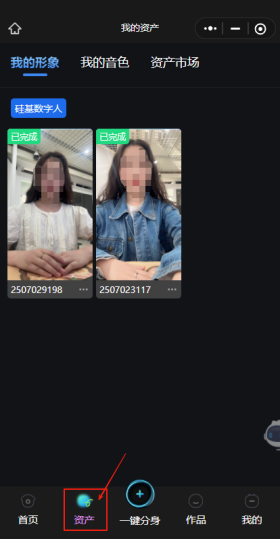 我的资产
我的形象 我的音色 资产市场
硅基数字人
已完成 已完成
2507029198 2507023117
首页 资产 一键分身 作品 我的